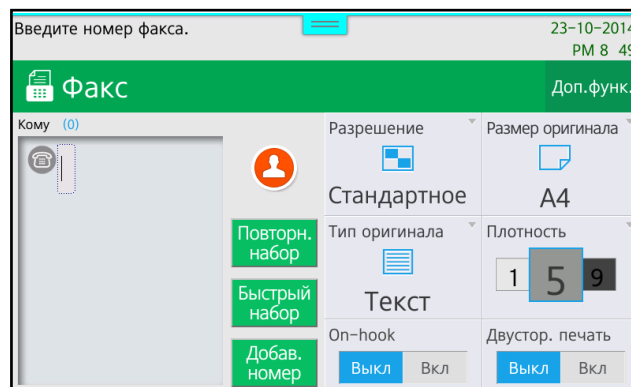 Введите номер факса.
23-10-2014
PM 8 49
Факс
Доп.функ.
Кому (0)
Повторн.
набор
Быстрый
набор
Добав.
номер
Разрешение
Стандартное
Размер оригинала
A4
Тип оригинала
Текст
Плотность
1 5 9
On-hook
Выкл Вкл
Двустор. печать
Выкл Вкл